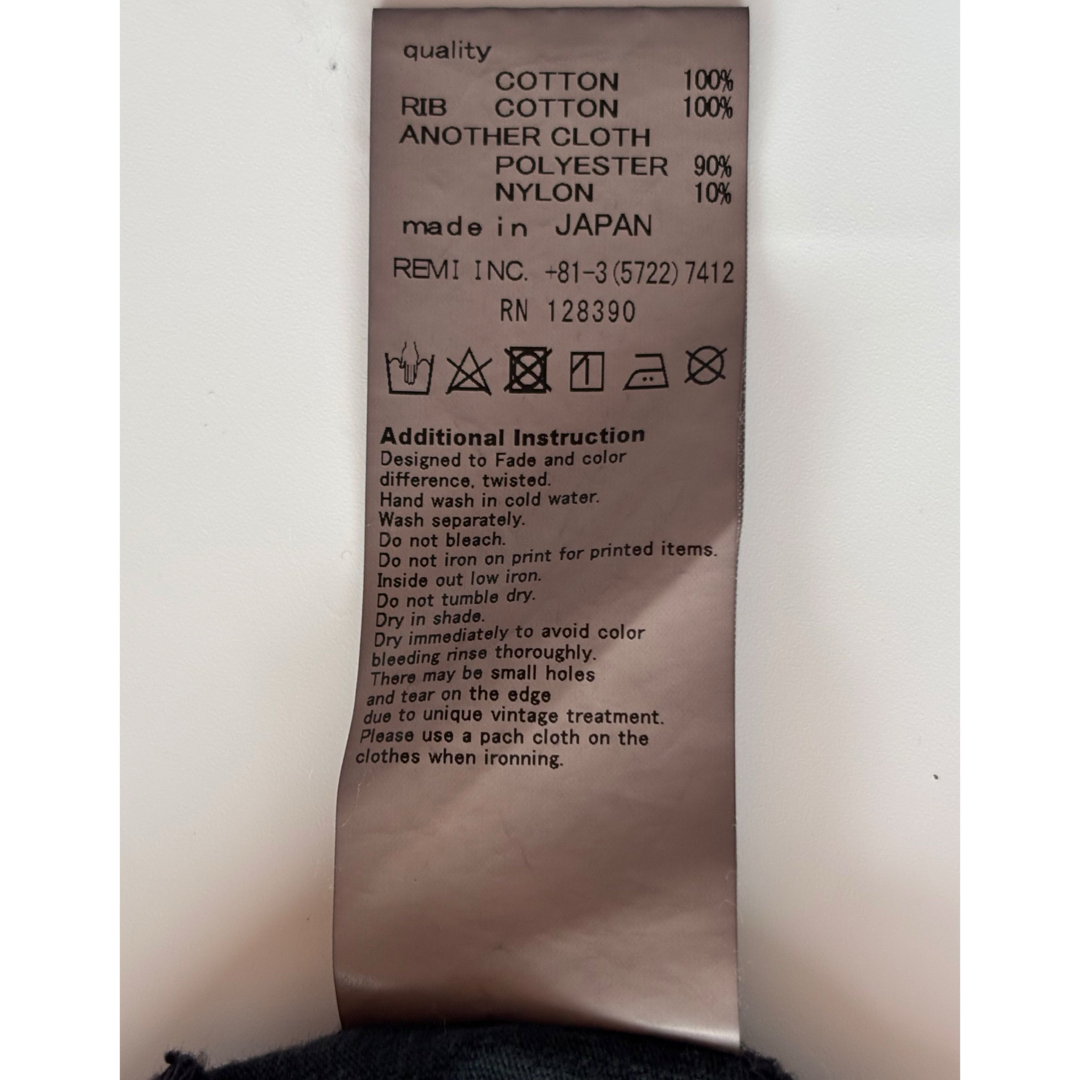 quality
COTTON 100%
RIB COTTON 100%
ANOTHER CLOTH
POLYESTER 90%
NYLON 10%
made in JAPAN
REMI INC. +81-3(5722)7412
RN 128390
Additional Instruction
Designed to Fade and color
difference, twisted.
Hand wash in cold water.
Wash separately.
Do not bleach.
Do not iron on print for printed items.
Inside out low iron.
Do not tumble dry.
Dry in shade.
Dry immediately to avoid color
bleeding rinse thoroughly.
There may be small holes
and tear on the edge
due to unique vintage treatment.
Please use a pach cloth on the
clothes when ironning.